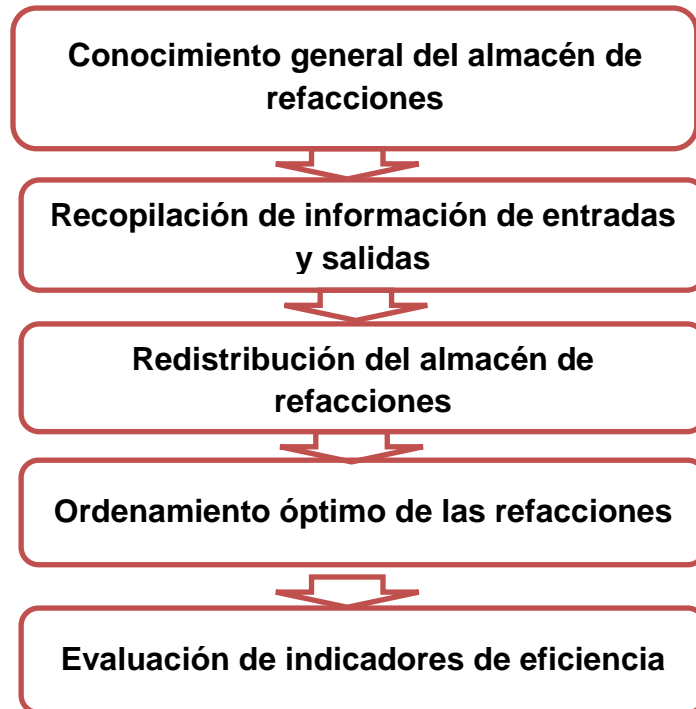 Conocimiento general del almacén de
refacciones
Recopilación de información de entradas
y salidas
Redistribución del almacén de
refacciones
Ordenamiento óptimo de las refacciones
Evaluación de indicadores de eficiencia